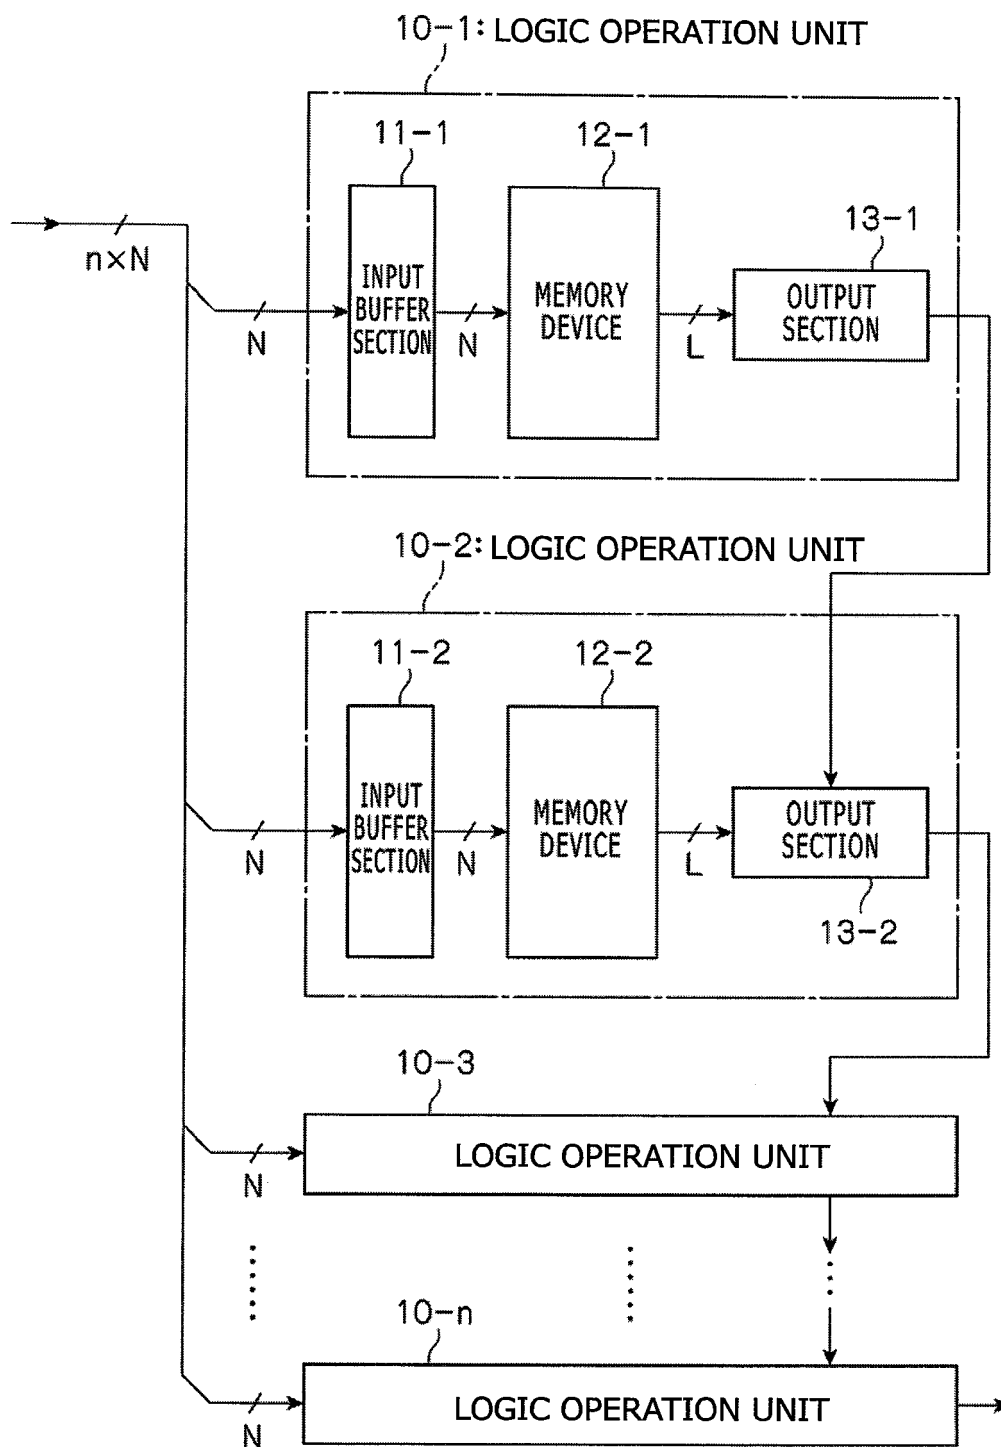 10-1: LOGIC OPERATION UNIT
11-1
12-1
13-1
n×N
N
INPUT
BUFFER
SECTION
N
MEMORY
DEVICE
L
OUTPUT
SECTION
10-2: LOGIC OPERATION UNIT
11-2
12-2
N
INPUT
BUFFER
SECTION
N
MEMORY
DEVICE
L
OUTPUT
SECTION
13-2
10-3
N
LOGIC OPERATION UNIT
10-n
N
LOGIC OPERATION UNIT